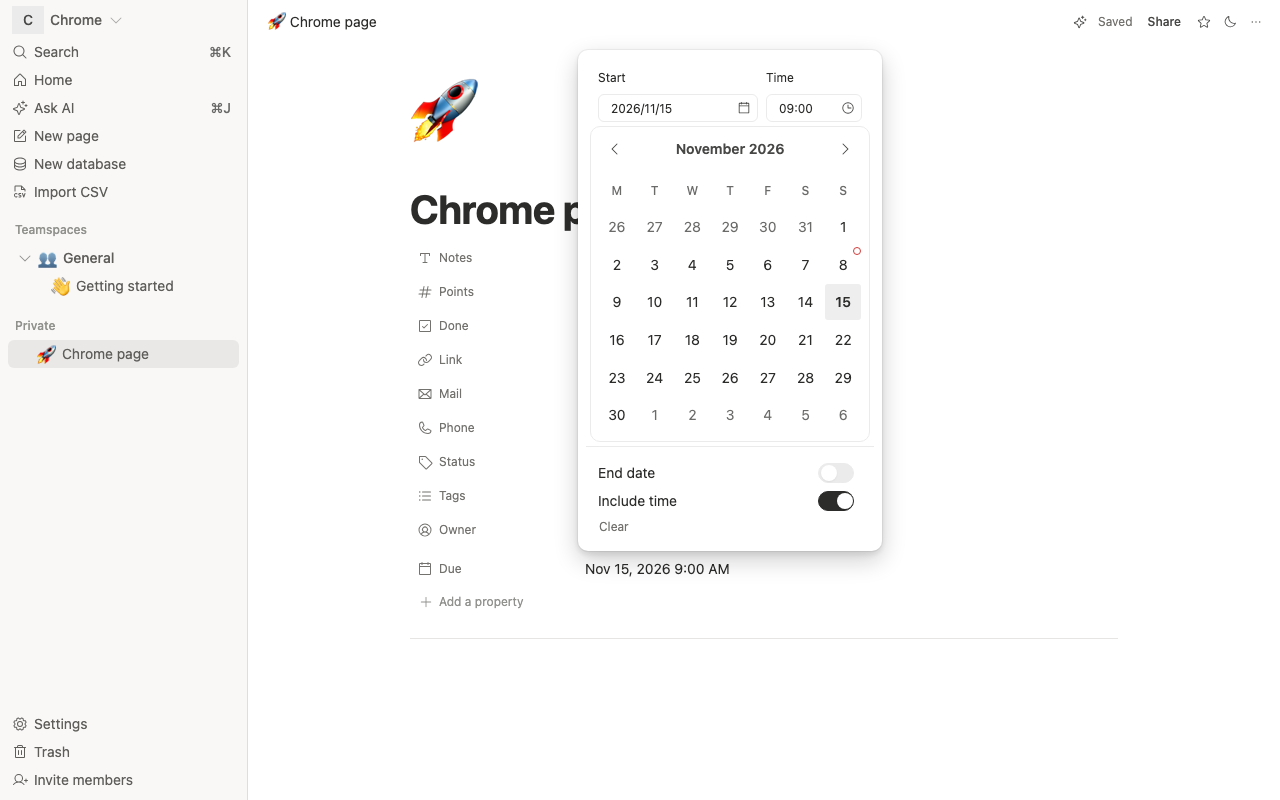 C Chrome
Search ⌘K
Home
Ask AI ⌘J
New page
New database
Import CSV
Teamspaces
General
Getting started
Private
Chrome page
Settings
Trash
Invite members
Chrome page
Saved Share
Chrome p
Notes
Points
Done
Link
Mail
Phone
Status
Tags
Owner
Due Nov 15, 2026 9:00 AM
Add a property
Start Time
2026/11/15 09:00
November 2026
M T W T F S S
26 27 28 29 30 31 1
2 3 4 5 6 7 8
9 10 11 12 13 14 15
16 17 18 19 20 21 22
23 24 25 26 27 28 29
30 1 2 3 4 5 6
End date
Include time
Clear